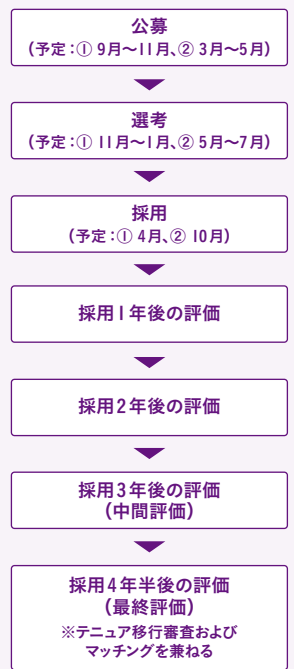 公募
(予定:① 9月〜11月、② 3月〜5月)
選考
(予定:① 11月〜1月、② 5月〜7月)
採用
(予定:① 4月、② 10月)
採用1年後の評価
採用2年後の評価
採用3年後の評価
(中間評価)
採用4年半後の評価
(最終評価)
※テニュア移行審査および
マッチングを兼ねる